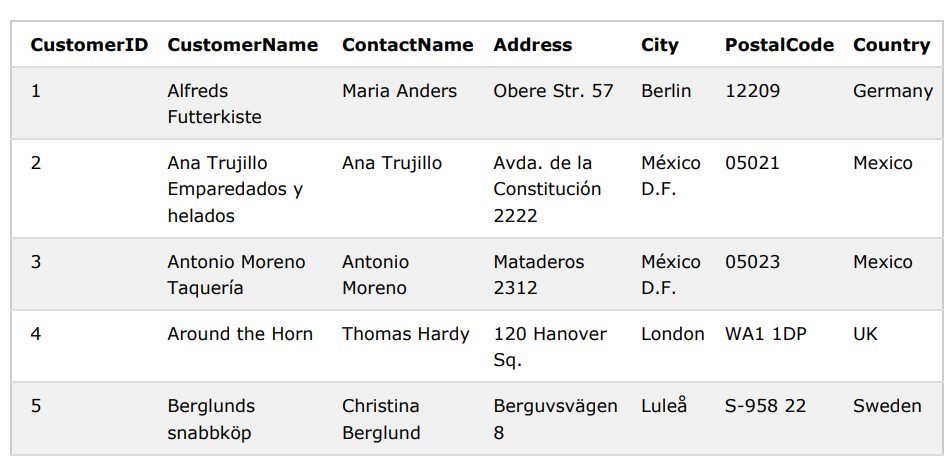 CustomerID CustomerName ContactName Address City PostalCode Country
1 Alfreds Maria Anders Obere Str. 57 Berlin 12209 Germany
Futterkiste
2 Ana Trujillo Ana Trujillo Avda. de la México 05021 Mexico
Emparedados y Constitución D.F.
helados 2222
3 Antonio Moreno Antonio Mataderos México 05023 Mexico
Taquería Moreno 2312 D.F.
4 Around the Horn Thomas Hardy 120 Hanover London WA1 1DP UK
Sq.
5 Berglunds Christina Berguvsvägen Luleå S-958 22 Sweden
snabbköp Berglund 8